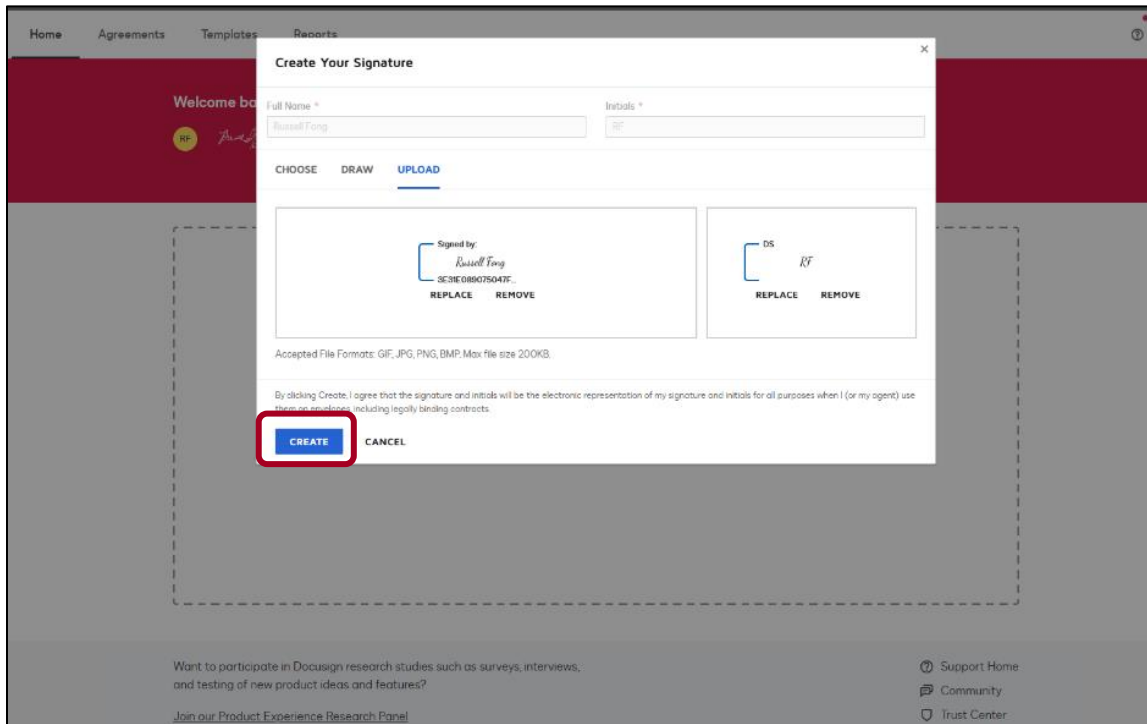 Home Agreements Templates Reports
Create Your Signature
Welcome ba
RF
Full Name * Initials *
Russell Fong RF
CHOOSE DRAW UPLOAD
Signed by:
Russell Fong
3E31E089075047F...
REPLACE REMOVE
DS
RF
REPLACE REMOVE
Accepted File Formats: GIF, JPG, PNG, BMP. Max file size 200KB.
By clicking Create, I agree that the signature and initials will be the electronic representation of my signature and initials for all purposes when I (or my agent) use
them on envelopes, including legally binding contracts.
CREATE CANCEL
Want to participate in Docusign research studies such as surveys, interviews,
and testing of new product ideas and features?
Join our Product Experience Research Panel
Support Home
Community
Trust Center